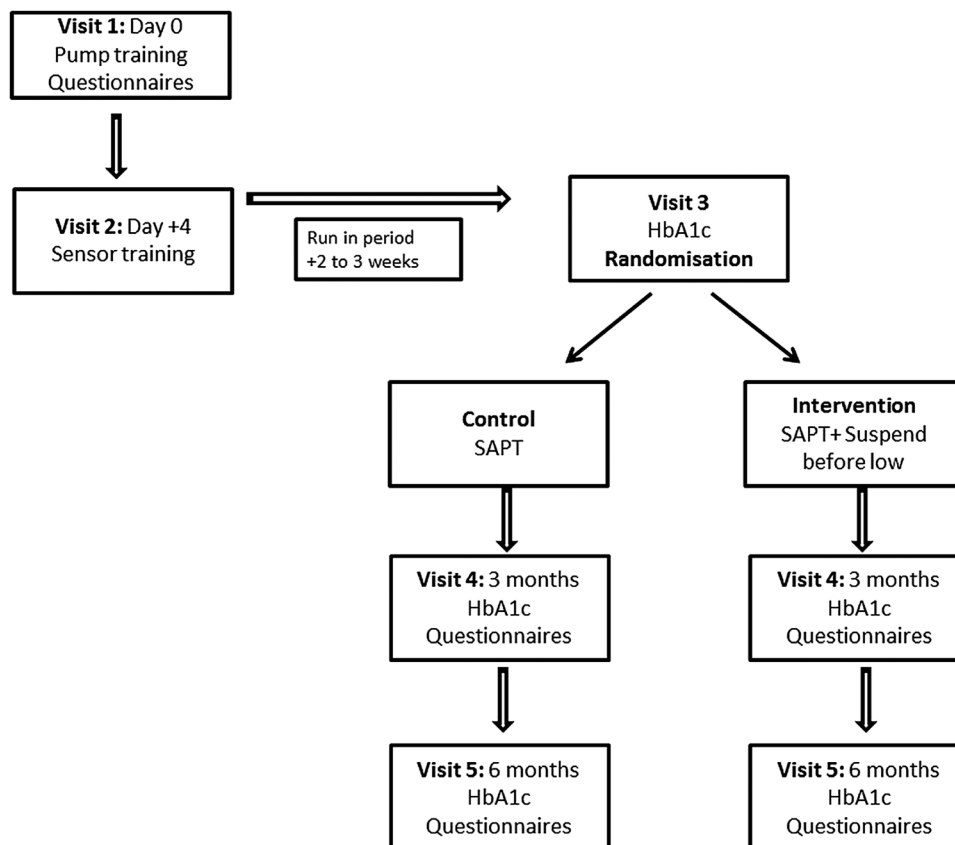 Visit 1: Day 0
Pump training
Questionnaires
Visit 2: Day +4
Sensor training
Run in period
+2 to 3 weeks
Visit 3
HbA1c
Randomisation
Control
SAPT
Intervention
SAPT+ Suspend
before low
Visit 4: 3 months
HbA1c
Questionnaires
Visit 4: 3 months
HbA1c
Questionnaires
Visit 5: 6 months
HbA1c
Questionnaires
Visit 5: 6 months
HbA1c
Questionnaires